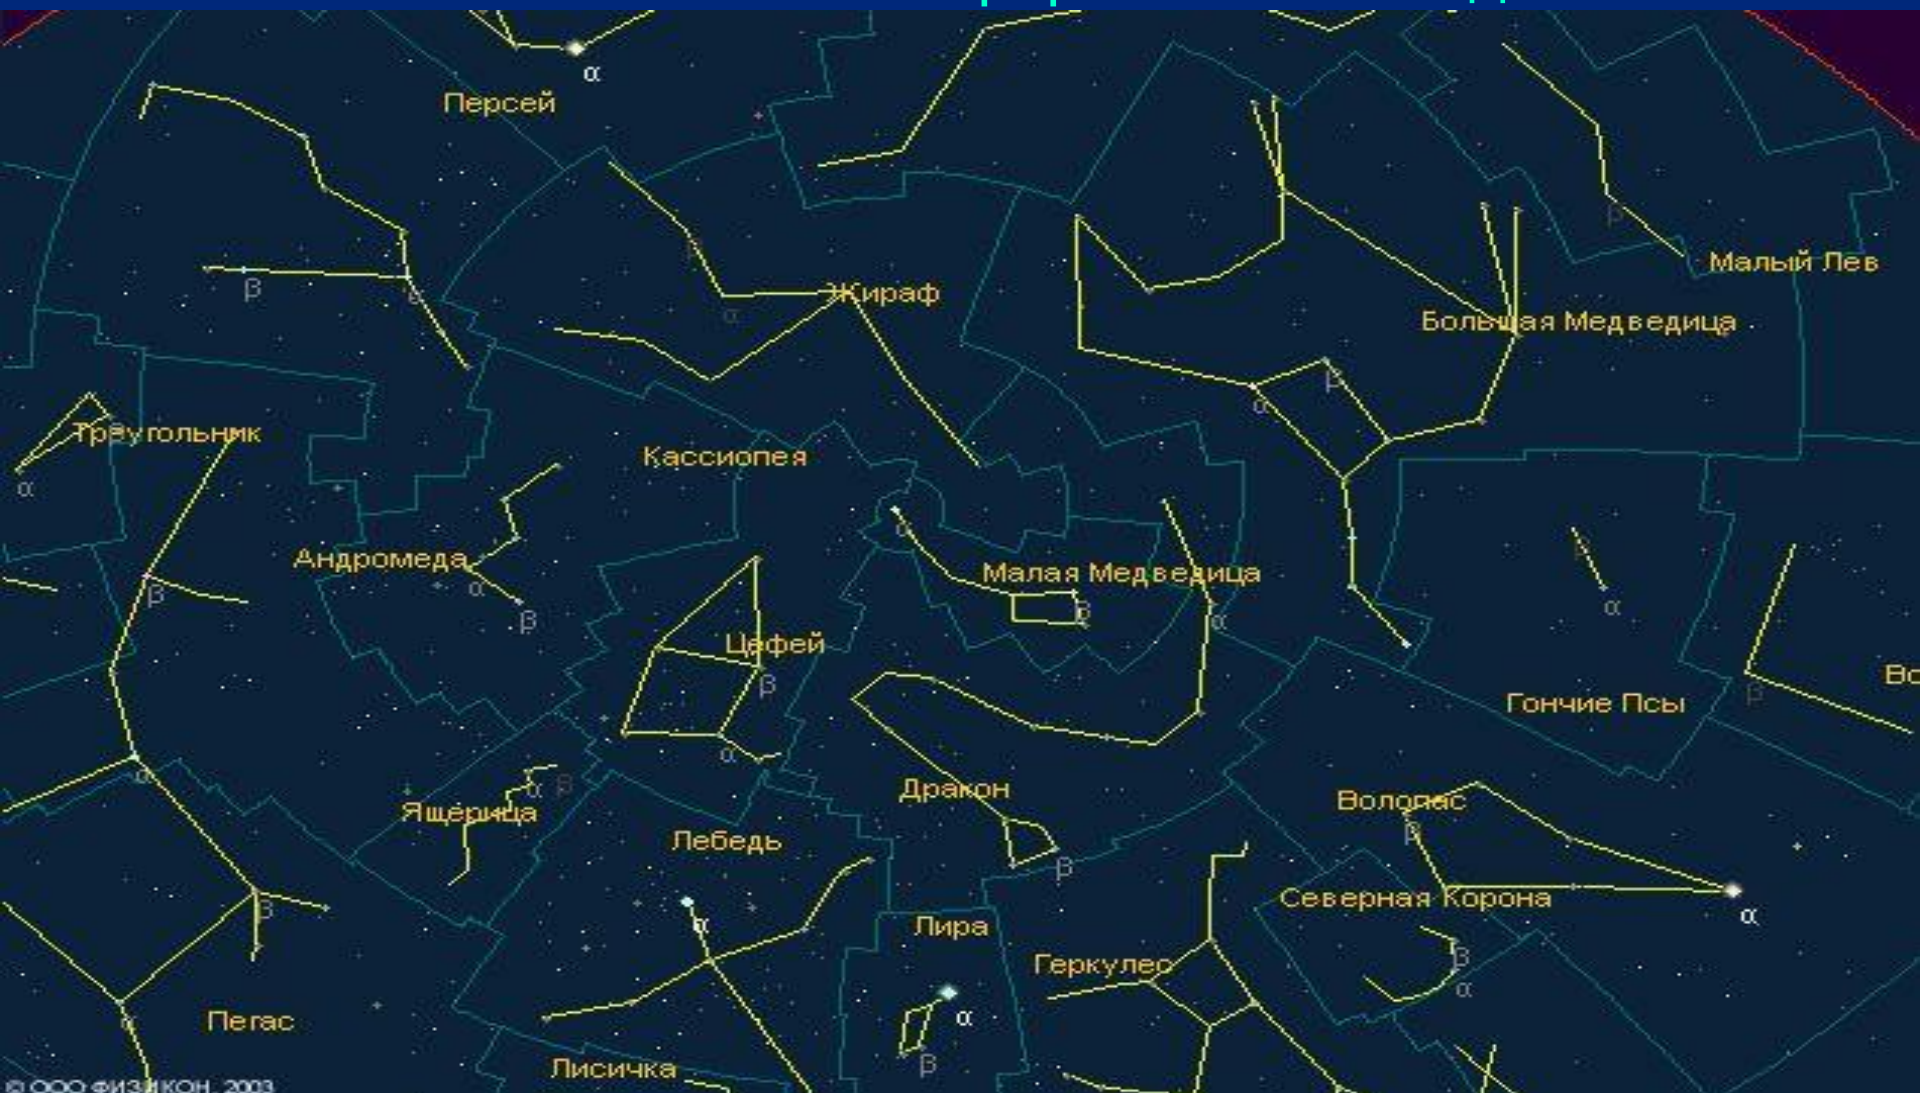 α
Персей
β
α
β
α
Жираф
β
Малый Лев
Большая Медведица
β
α
Треугольник
α
Кассиопея
α
Андромеда
α
β
β
Малая Медведица
β
α
β
α
Цефей
β
α
Гончие Псы
β
Во
α
α
β
Ящерица
Дракон
β
Лебедь
α
Волопас
β
α
Северная Корона
β
α
β
Лира
α
β
Геркулес
Пегас
α
Лисичка
© ООО ФИЗИКОН, 2003